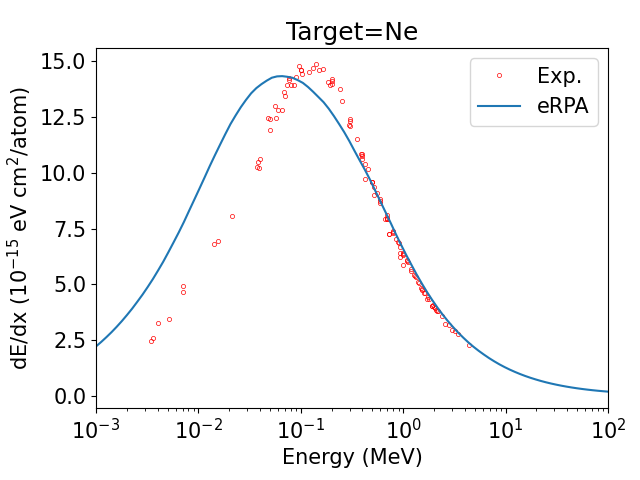 Target=Ne
dE/dx (10⁻¹⁵ eV cm²/atom)
15.0
12.5
10.0
7.5
5.0
2.5
0.0
Exp.
eRPA
10⁻³ 10⁻² 10⁻¹ 10⁰ 10¹ 10²
Energy (MeV)